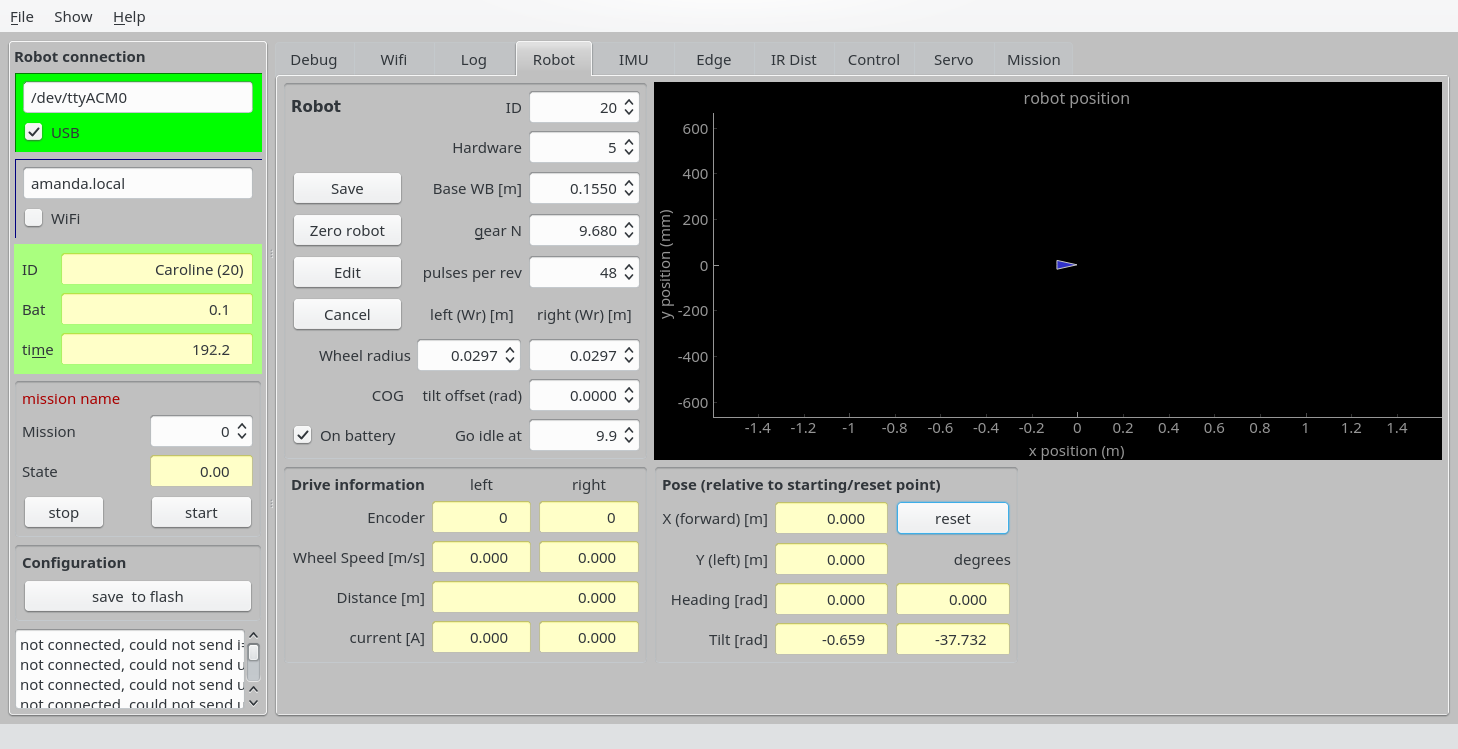 File Show Help
Robot connection
/dev/ttyACM0
USB
amanda.local
WiFi
ID Caroline (20)
Bat 0.1
time 192.2
mission name
Mission 0
State 0.00
stop start
Configuration
save to flash
not connected, could not send
not connected, could not send
not connected, could not send
not connected, could not send
Debug Wifi Log Robot IMU Edge IR Dist Control Servo Mission
Robot ID 20
Hardware 5
Save Base WB [m] 0.1550
Zero robot gear N 9.680
Edit pulses per rev 48
Cancel left (Wr) [m] right (Wr) [m]
Wheel radius 0.0297 0.0297
COG tilt offset (rad) 0.0000
On battery Go idle at 9.9
robot position
y position (mm)
600
400
200
0
-200
-400
-600
-1.4 -1.2 -1 -0.8 -0.6 -0.4 -0.2 0 0.2 0.4 0.6 0.8 1 1.2 1.4
x position (m)
Drive information left right
Encoder 0 0
Wheel Speed [m/s] 0.000 0.000
Distance [m] 0.000
current [A] 0.000 0.000
Pose (relative to starting/reset point)
X (forward) [m] 0.000 reset
Y (left) [m] 0.000 degrees
Heading [rad] 0.000 0.000
Tilt [rad] -0.659 -37.732